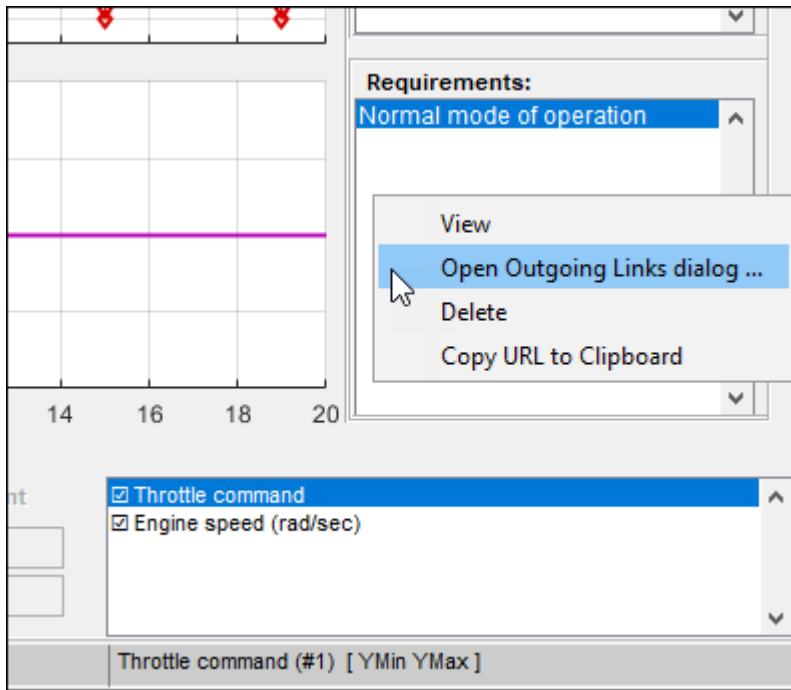 Requirements:
Normal mode of operation
View
Open Outgoing Links dialog ...
Delete
Copy URL to Clipboard
14 16 18 20
nt
Throttle command
Engine speed (rad/sec)
Throttle command (#1) [ YMin YMax ]